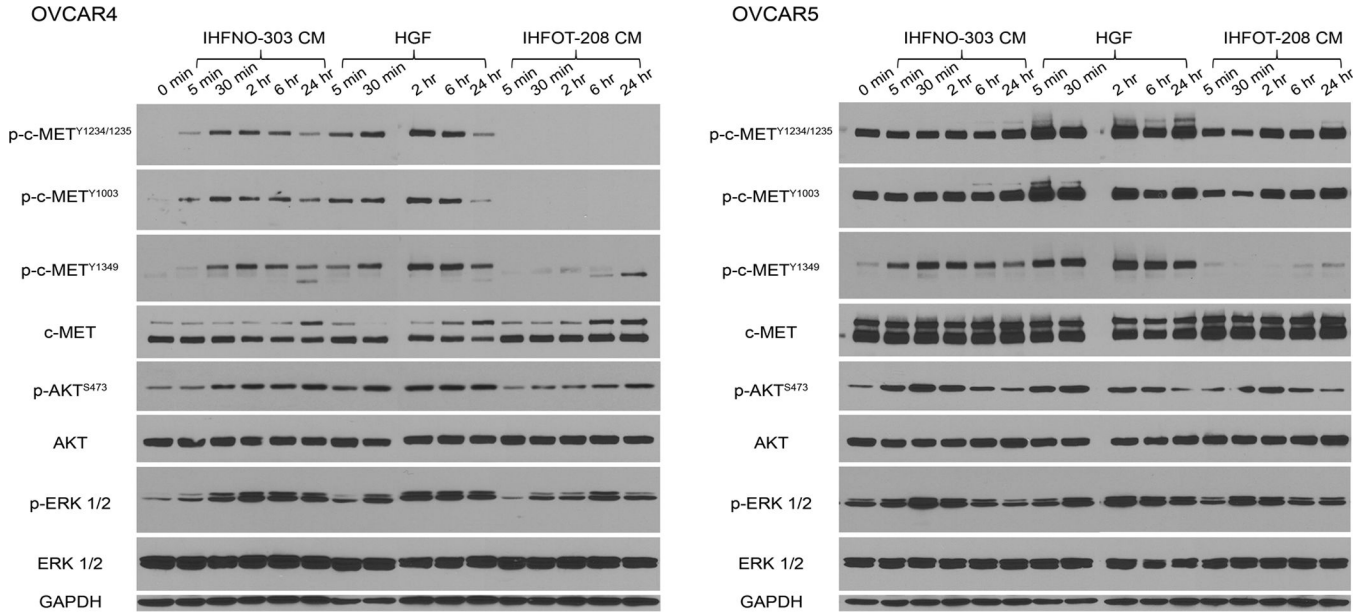 OVCAR4
IHFNO-303 CM HGF IHFOT-208 CM
0 min 5 min 30 min 2 hr 6 hr 24 hr 5 min 30 min 2 hr 6 hr 24 hr 5 min 30 min 2 hr 6 hr 24 hr
p-c-METY1234/1235
p-c-METY1003
p-c-METY1349
c-MET
p-AKTS473
AKT
p-ERK 1/2
ERK 1/2
GAPDH
OVCAR5
IHFNO-303 CM HGF IHFOT-208 CM
0 min 5 min 30 min 2 hr 6 hr 24 hr 5 min 30 min 2 hr 6 hr 24 hr 5 min 30 min 2 hr 6 hr 24 hr
p-c-METY1234/1235
p-c-METY1003
p-c-METY1349
c-MET
p-AKTS473
AKT
p-ERK 1/2
ERK 1/2
GAPDH